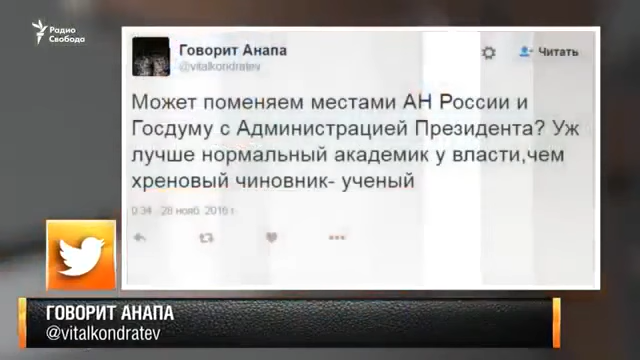 Радио
Свобода
Говорит Анапа
@vitalkondratev
Читать
Может поменяем местами АН России и
Госдуму с Администрацией Президента? Уж
лучше нормальный академик у власти,чем
хреновый чиновник- ученый
0:34 - 28 нояб. 2016 г.
ГОВОРИТ АНАПА
@vitalkondratev